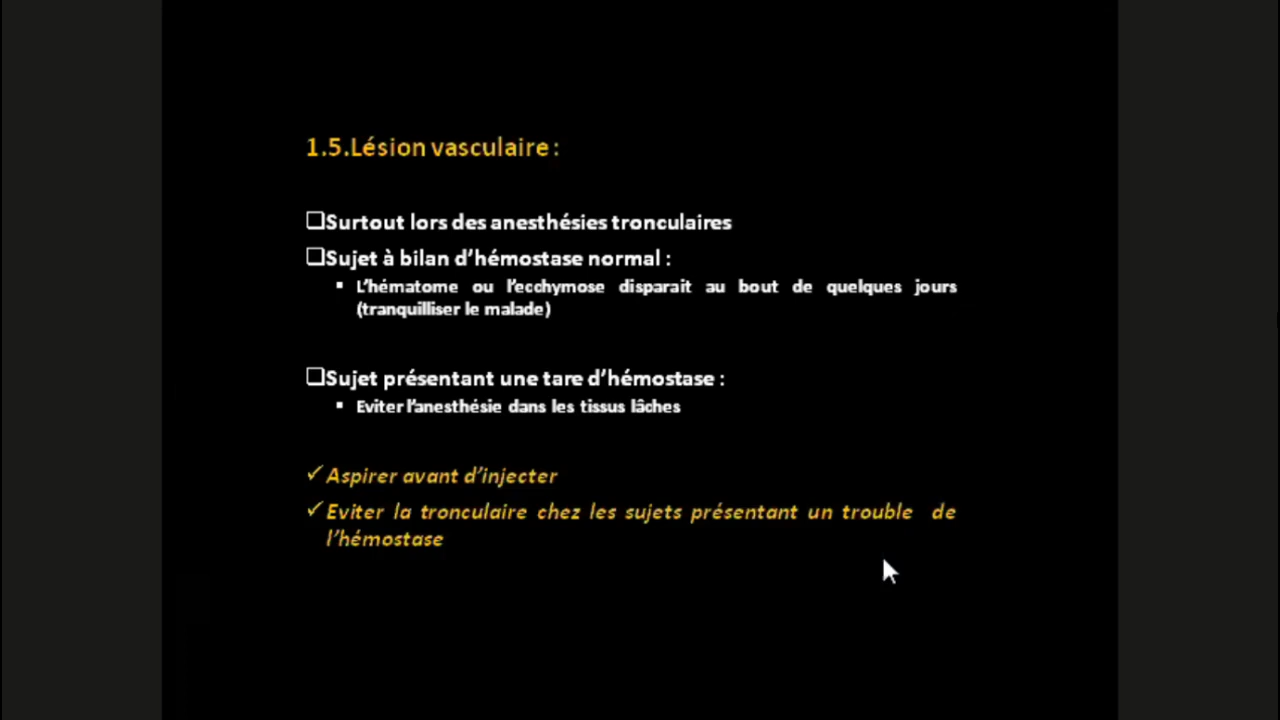 1.5.Lésion vasculaire :
❑Surtout lors des anesthésies tronculaires
❑Sujet à bilan d’hémostase normal :
▪ L’hématome ou l’ecchymose disparait au bout de quelques jours
(tranquilliser le malade)
❑Sujet présentant une tare d’hémostase :
▪ Eviter l’anesthésie dans les tissus lâches
✓Aspirer avant d’injecter
✓Eviter la tronculaire chez les sujets présentant un trouble de
l’hémostase